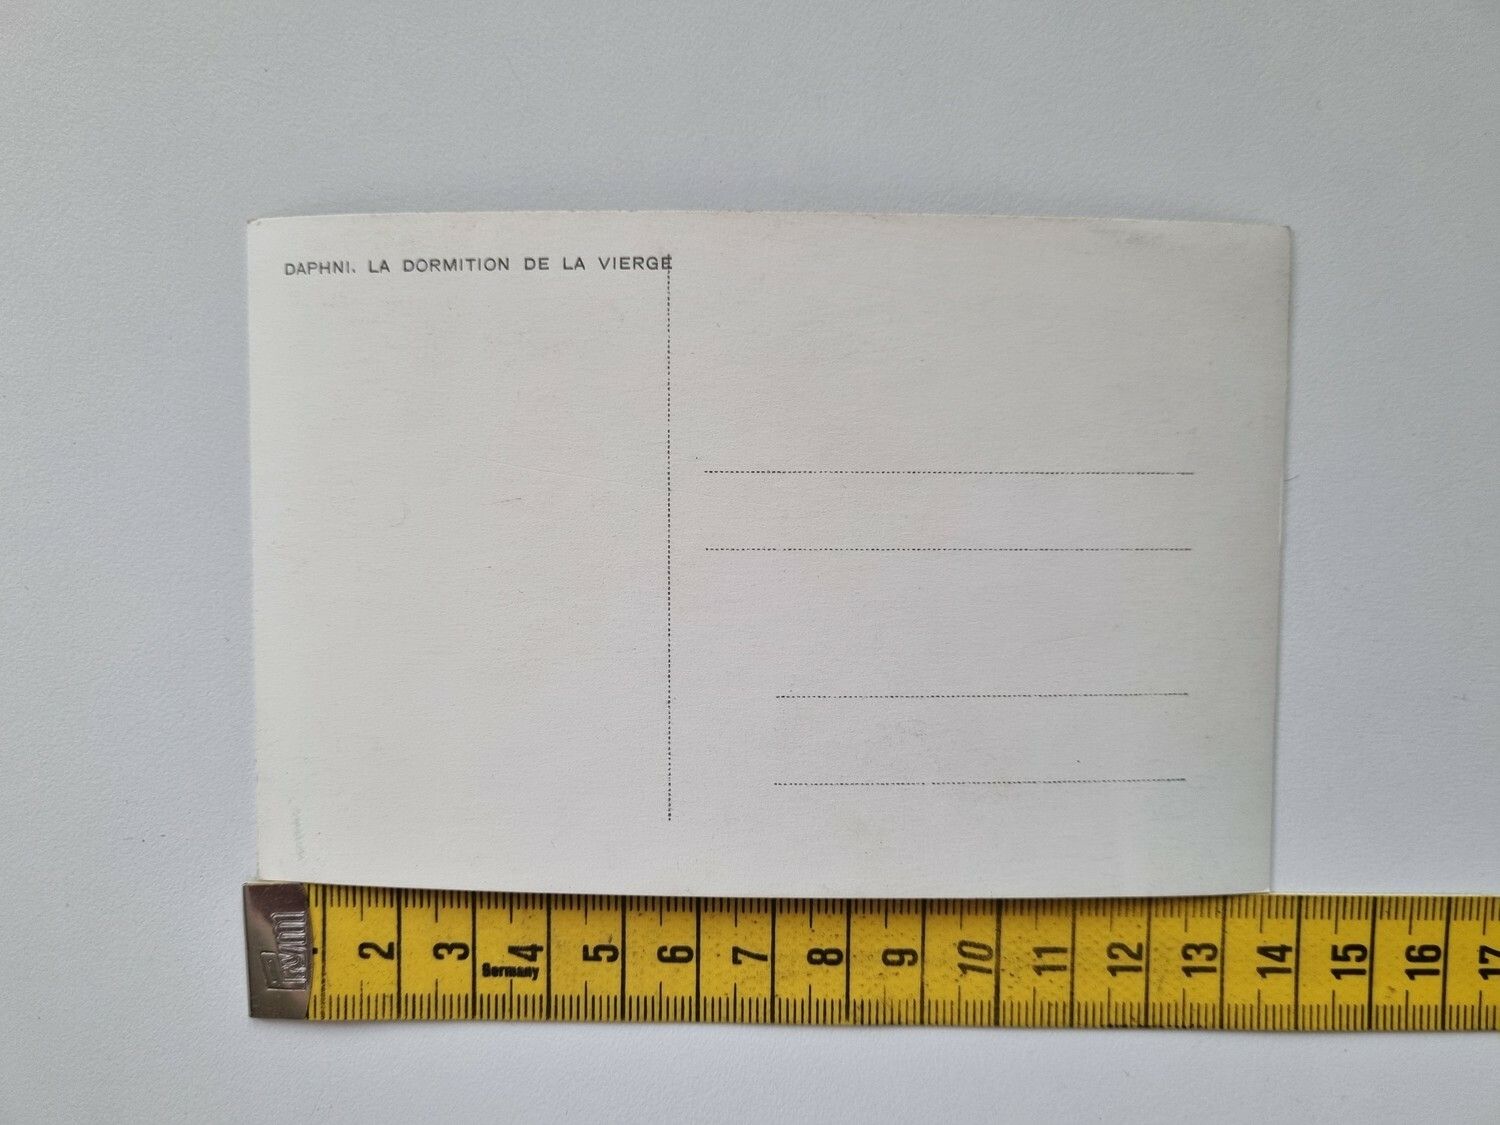 DAPHNI. LA DORMITION DE LA VIERGE
Prym
2 3 4 5 6 7 8 9 10 11 12 13 14 15 16 17
Germany